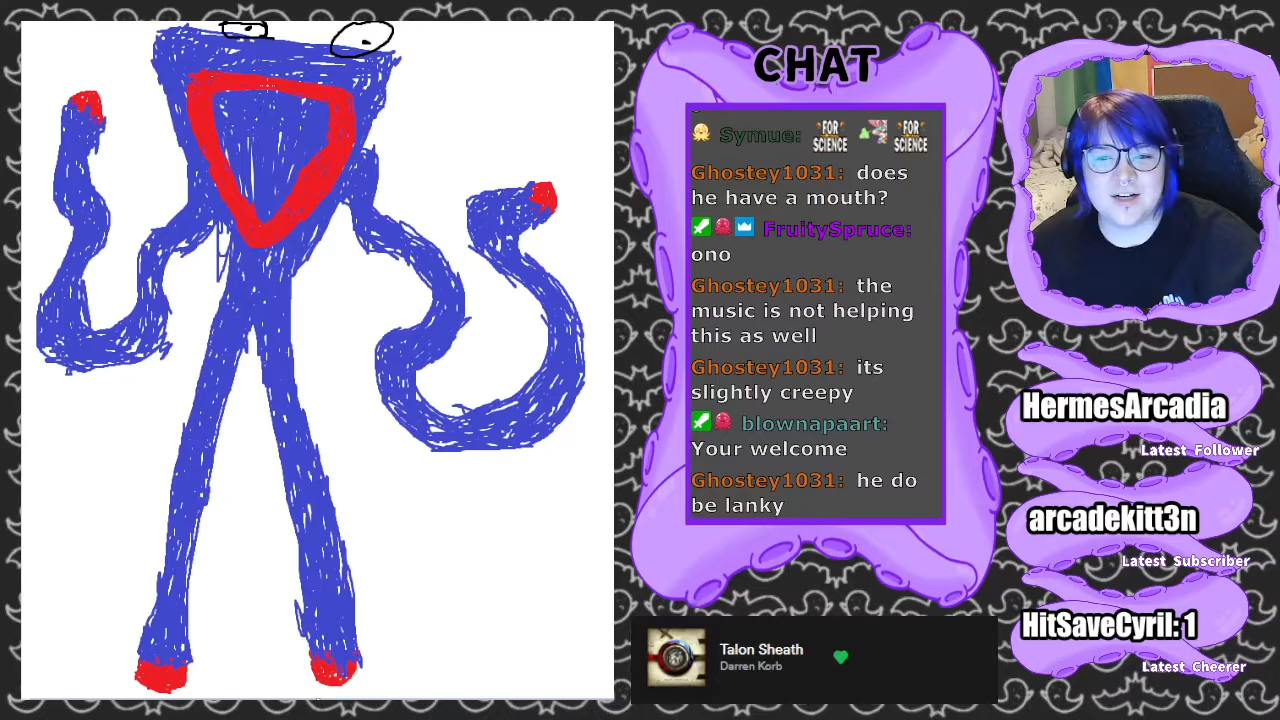 CHAT
Symue: FOR SCIENCE FOR SCIENCE
Ghostey1031: does
he have a mouth?
FruitySpruce:
ono
Ghostey1031: the
music is not helping
this as well
Ghostey1031: its
slightly creepy
blownapaart:
Your welcome
Ghostey1031: he do
be lanky
Talon Sheath
Darren Korb
HermesArcadia
Latest Follower
arcadekitt3n
Latest Subscriber
HitSaveCyril: 1
Latest Cheerer